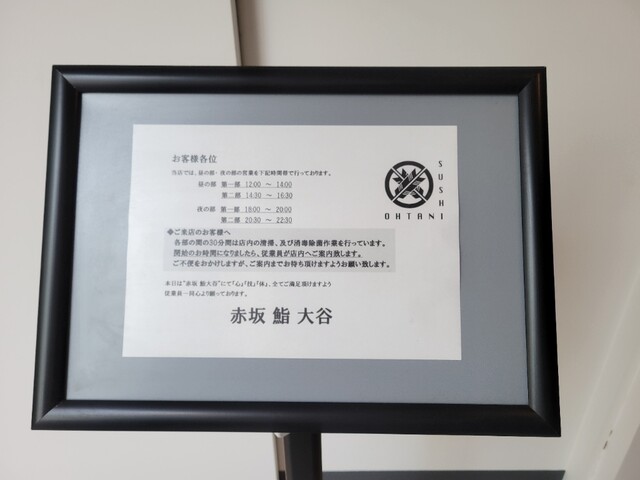 お客様各位
当店では、昼の部・夜の部の営業を下記時間帯で行っております。
昼の部 第一部 12:00 ～ 14:00
第二部 14:30 ～ 16:30
夜の部 第一部 18:00 ～ 20:00
第二部 20:30 ～ 22:30
❖ご来店のお客様へ
各部の間の30分間は店内の清掃、及び消毒除菌作業を行っています。
開始のお時間になりましたら、従業員が店内へご案内致します。
ご不便をおかけしますが、ご案内までお待ち頂けますようお願い致します。
本日は"赤坂 鮨大谷"にて『心』『技』『体』、全てご満足頂けますよう
従業員一同心より願っております。
赤坂 鮨 大谷
SUSHI
OHTANI